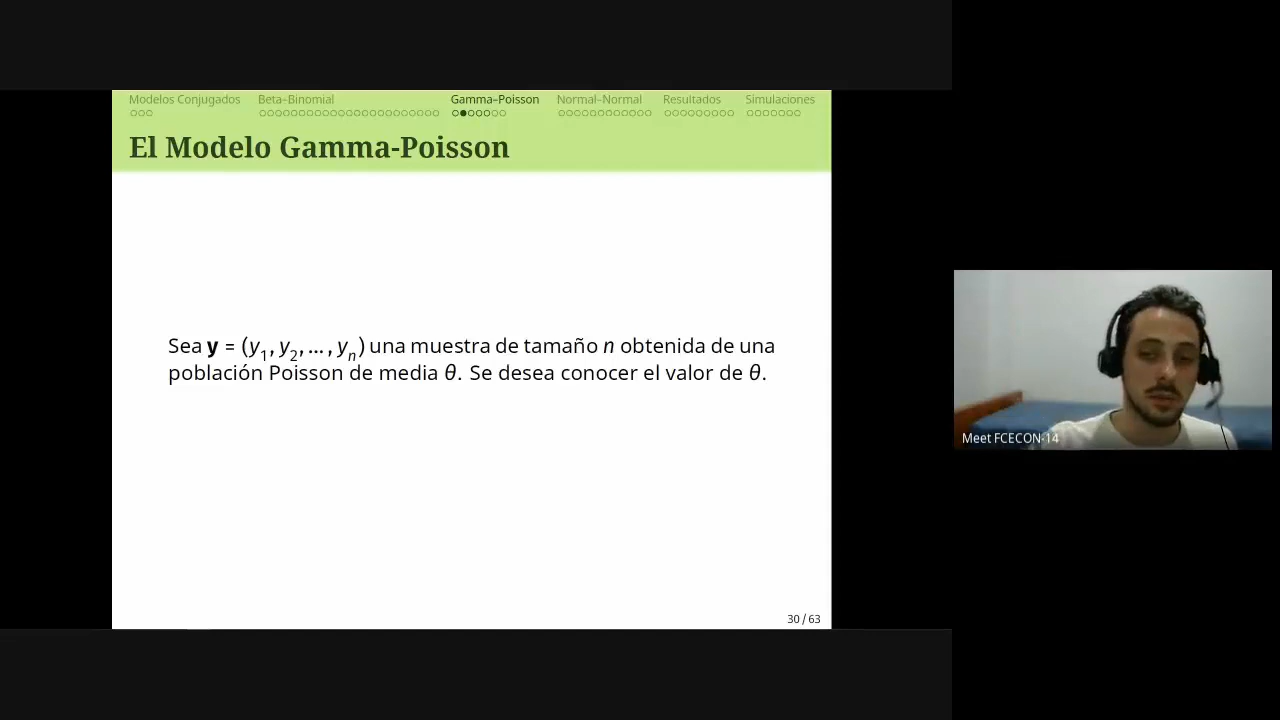 Modelos Conjugados Beta–Binomial Gamma–Poisson Normal–Normal Resultados Simulaciones
El Modelo Gamma-Poisson
Sea y = (y₁, y₂, ..., yₙ) una muestra de tamaño n obtenida de una
población Poisson de media θ. Se desea conocer el valor de θ.
Meet FCECON-14
30 / 63